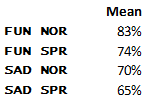 Mean
FUN NOR 83%
FUN SPR 74%
SAD NOR 70%
SAD SPR 65%